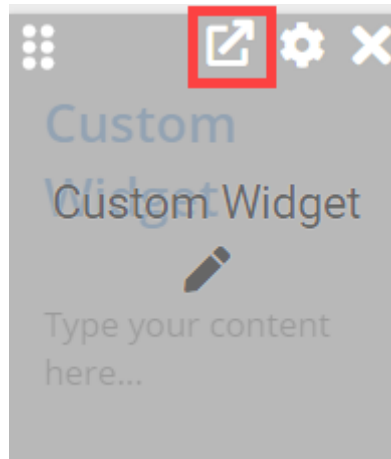 Custom
Widget
Custom Widget
Type your content
here...